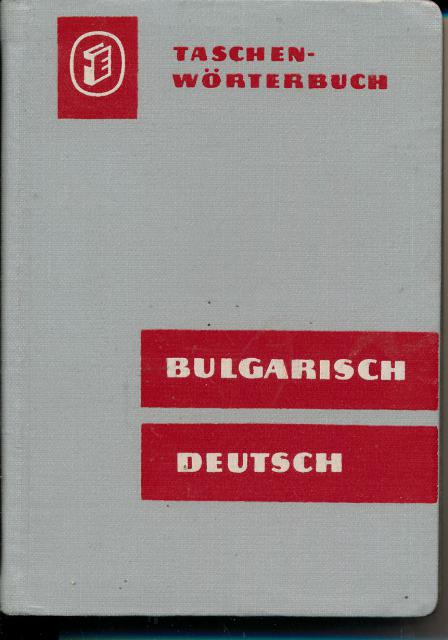 TASCHEN-
WÖRTERBUCH
BULGARISCH
DEUTSCH